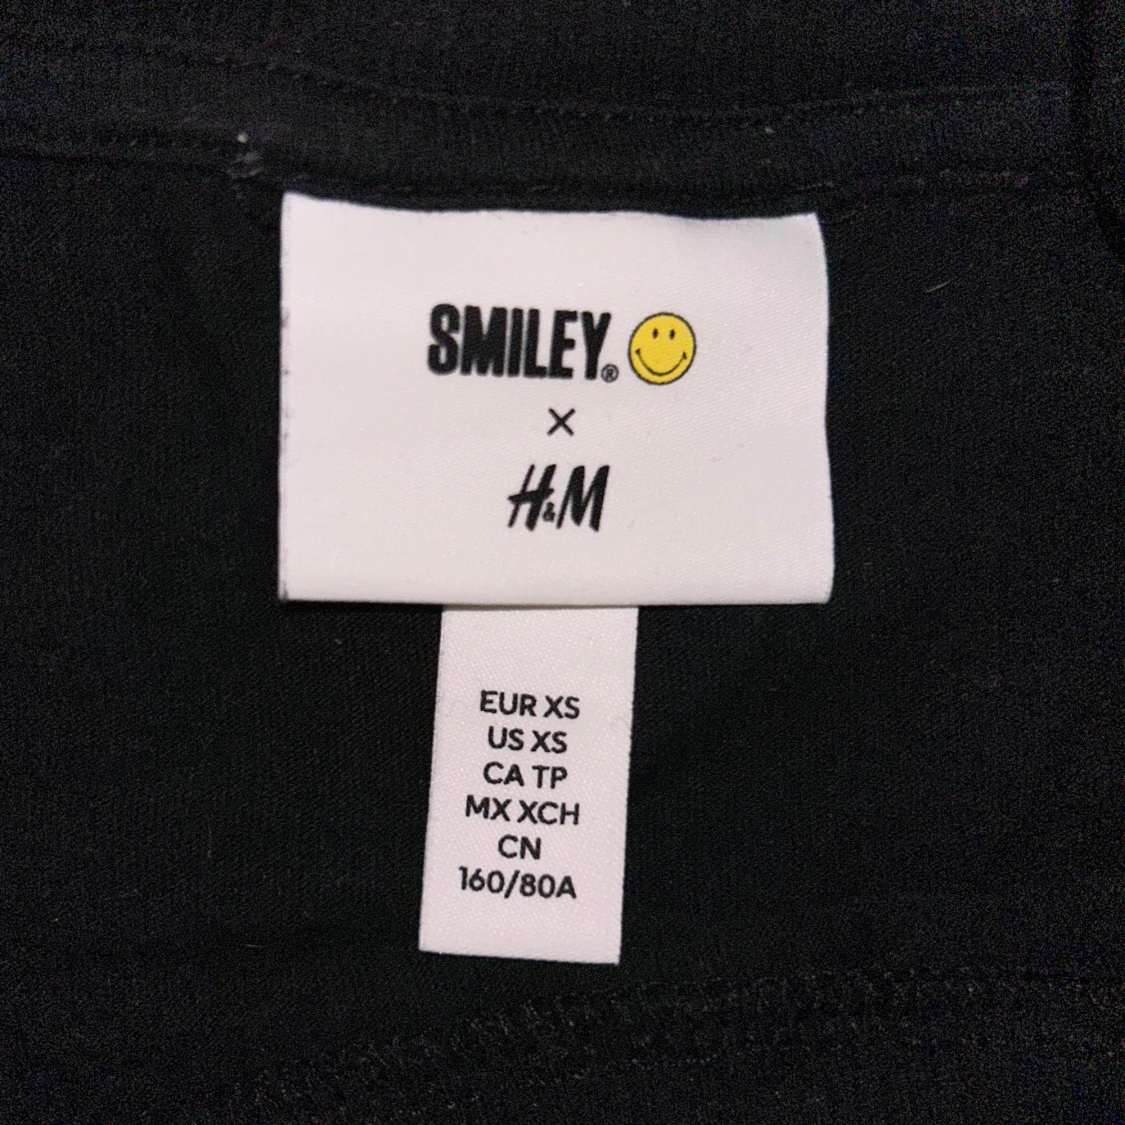 SMILEY®
×
H&M
EUR XS
US XS
CA TP
MX XCH
CN
160/80A